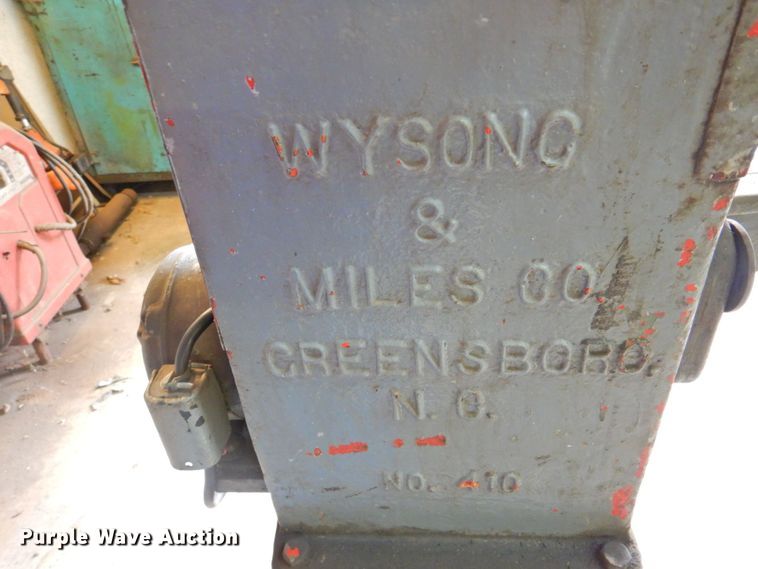 WYSONG
&
MILES CO.
GREENSBORO.
N. C.
NO. 410
Purple Wave Auction